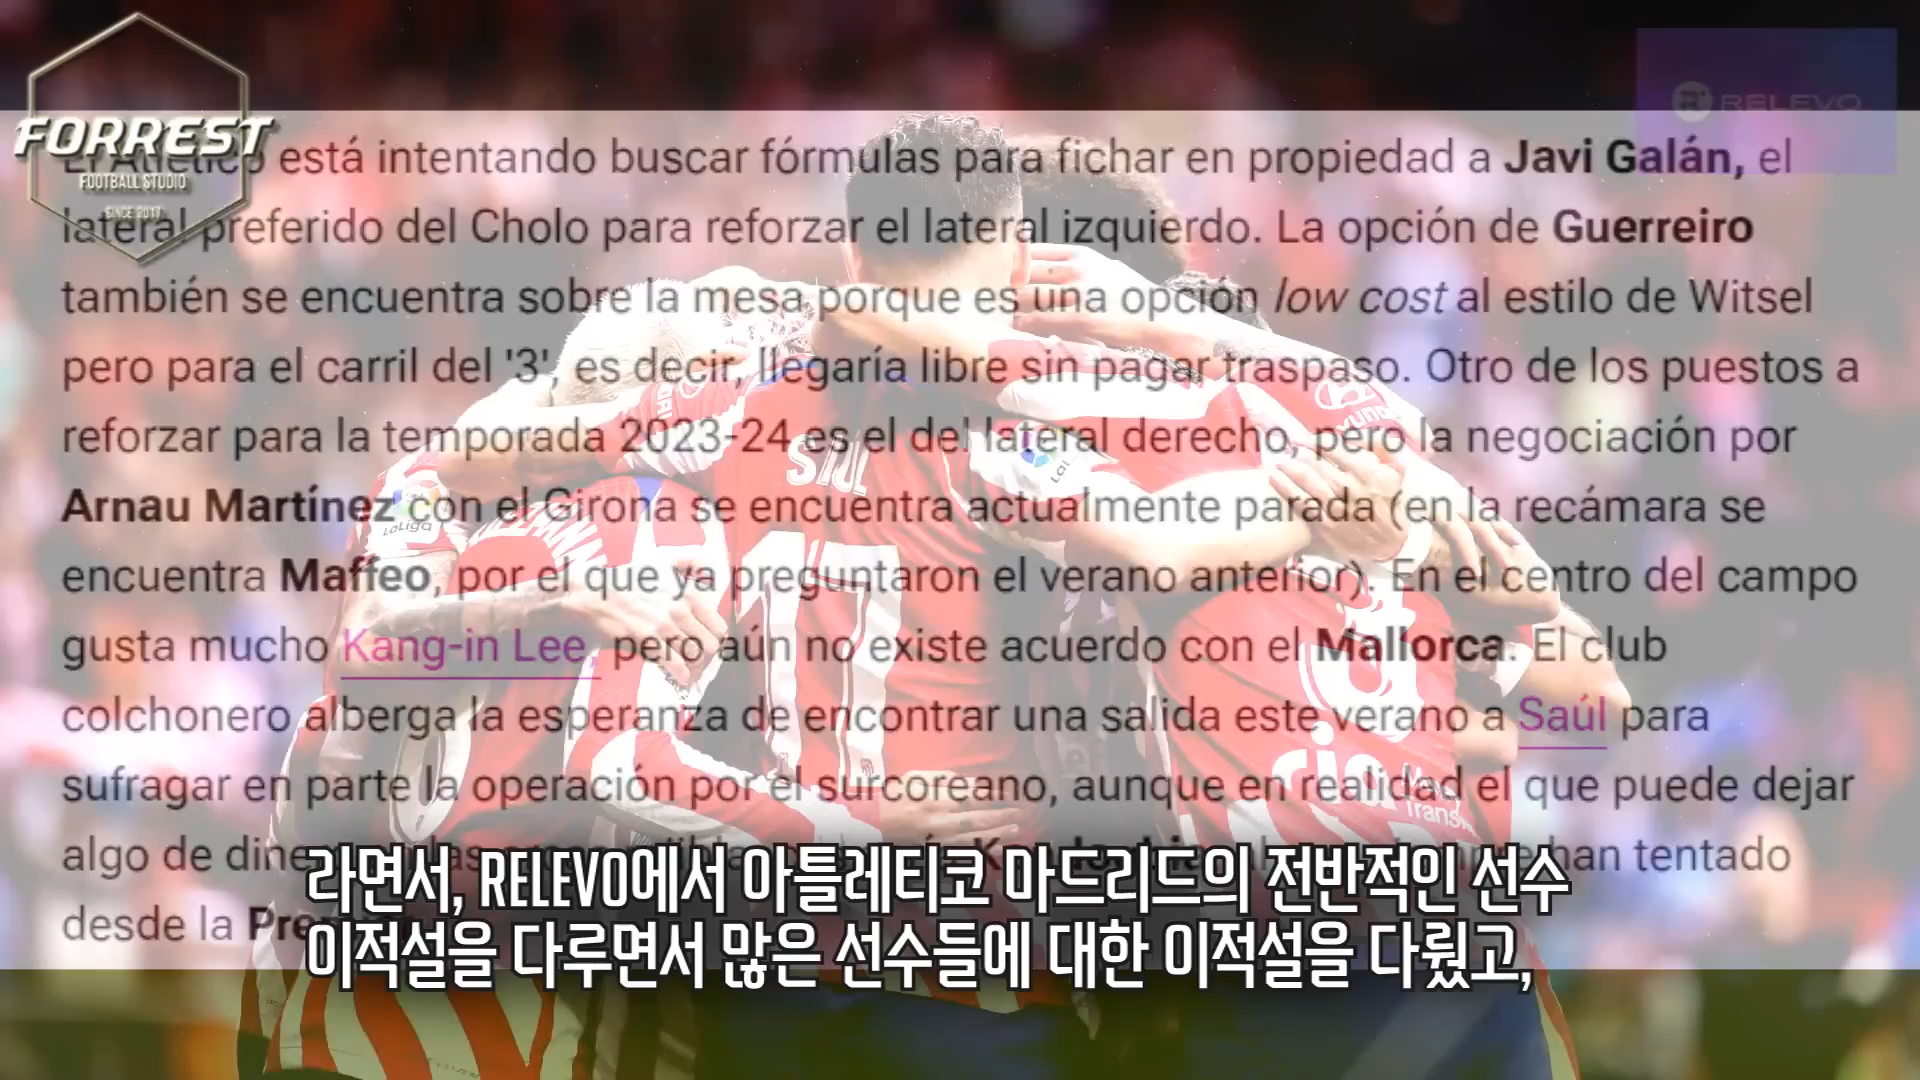 FORREST
FOOTBALL STUDIO
SINCE 2017
RELEVO
El Atlético está intentando buscar fórmulas para fichar en propiedad a Javi Galán, el
lateral preferido del Cholo para reforzar el lateral izquierdo. La opción de Guerreiro
también se encuentra sobre la mesa porque es una opción low cost al estilo de Witsel
pero para el carril del '3', es decir, llegaría libre sin pagar traspaso. Otro de los puestos a
reforzar para la temporada 2023-24 es el del lateral derecho, pero la negociación por
Arnau Martínez con el Girona se encuentra actualmente parada (en la recámara se
encuentra Maffeo, por el que ya preguntaron el verano anterior). En el centro del campo
gusta mucho Kang-in Lee, pero aún no existe acuerdo con el Mallorca. El club
colchonero alberga la esperanza de encontrar una salida este verano a Saúl para
sufragar en parte la operación por el surcoreano, aunque en realidad el que puede dejar
algo de han tentado
desde la
라면서, RELEVO에서 아틀레티코 마드리드의 전반적인 선수
이적설을 다루면서 많은 선수들에 대한 이적설을 다뤘고,
SAÚL
17
LaLiga
HYUNDAI